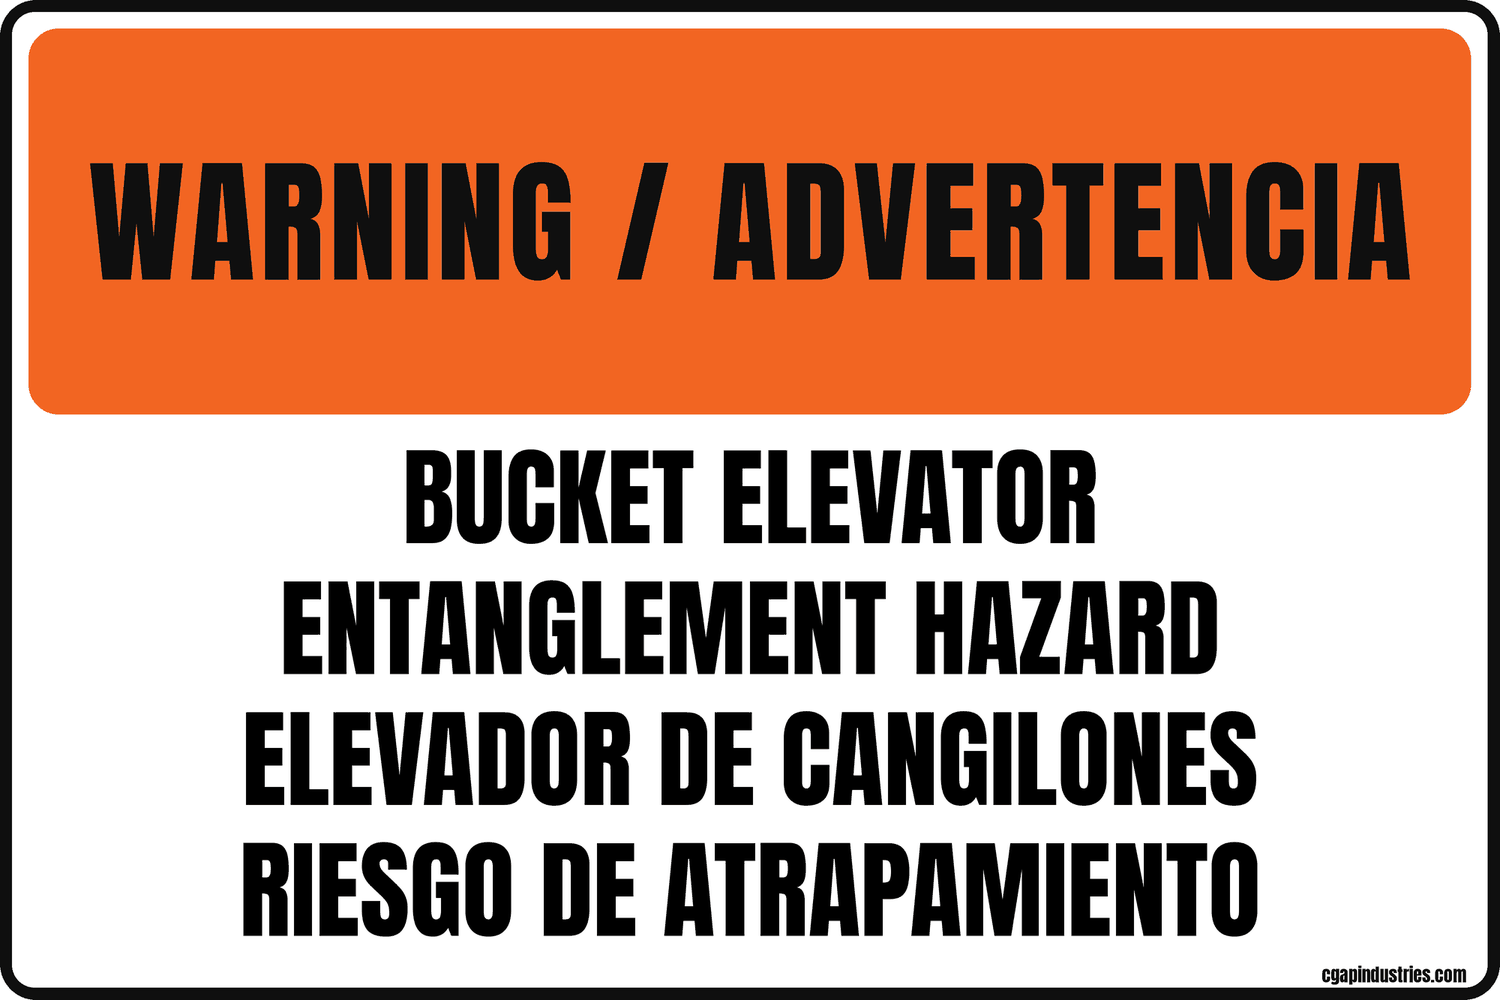 WARNING / ADVERTENCIA
BUCKET ELEVATOR
ENTANGLEMENT HAZARD
ELEVADOR DE CANGILONES
RIESGO DE ATRAPAMIENTO
cgapindustries.com